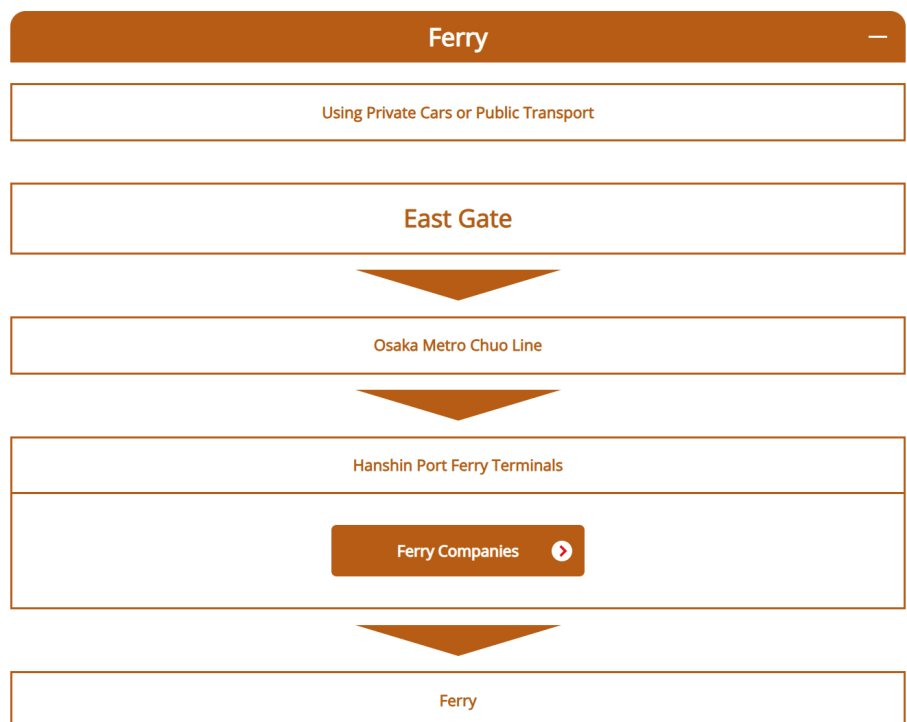 Ferry
Using Private Cars or Public Transport
East Gate
Osaka Metro Chuo Line
Hanshin Port Ferry Terminals
Ferry Companies
Ferry